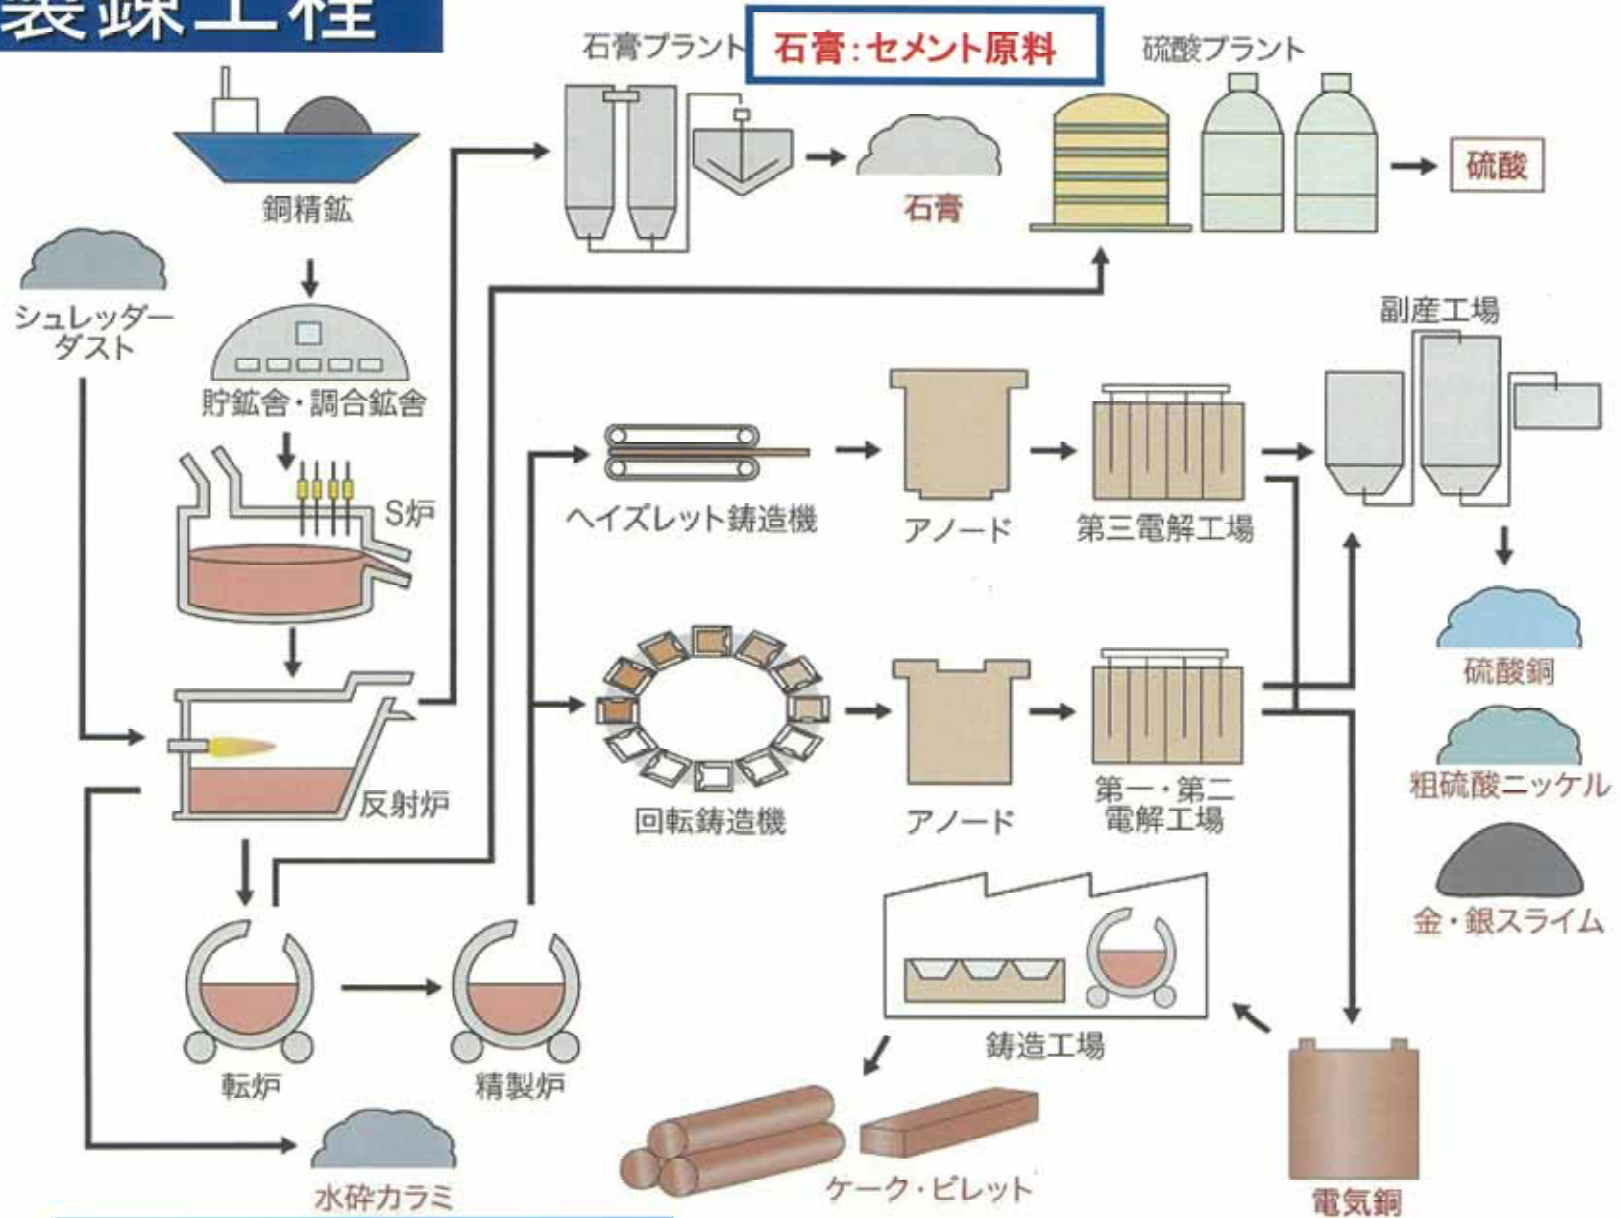 製錬工程
石膏プラント
石膏：セメント原料
硫酸プラント
銅精鉱
石膏
硫酸
シュレッダー
ダスト
貯鉱舎・調合鉱舎
副産工場
S炉
ヘイズレット鋳造機
アノード
第三電解工場
硫酸銅
反射炉
回転鋳造機
アノード
第一・第二
電解工場
粗硫酸ニッケル
金・銀スライム
鋳造工場
転炉
精製炉
水砕カラミ
ケーク・ビレット
電気銅